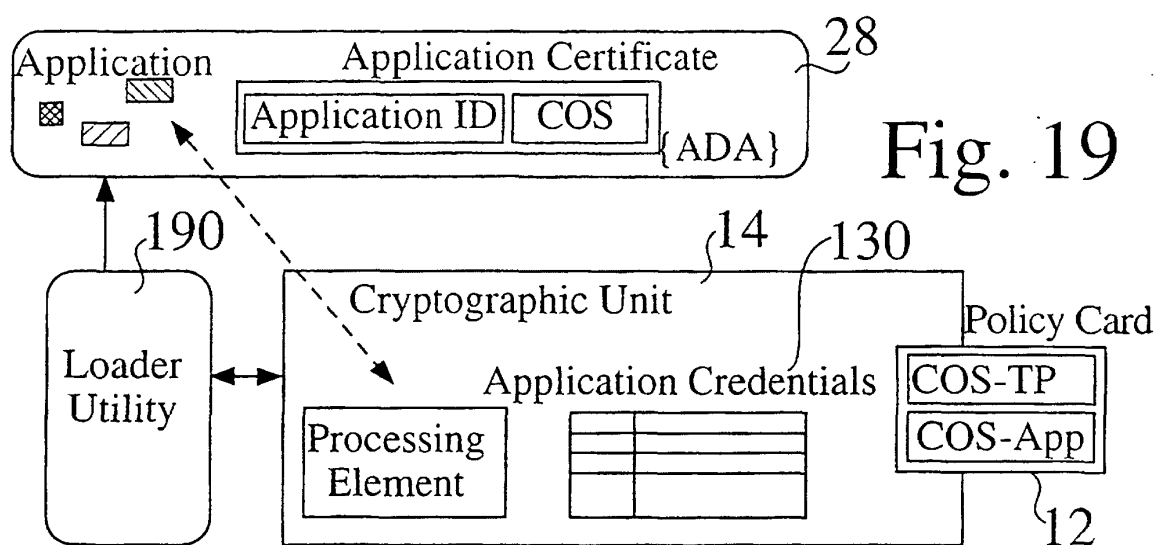 28
Application
Application Certificate
Application ID
COS
{ADA}
Fig. 19
190
14
130
Cryptographic Unit
Policy Card
Loader
Utility
Application Credentials
COS-TP
COS-App
Processing
Element
12